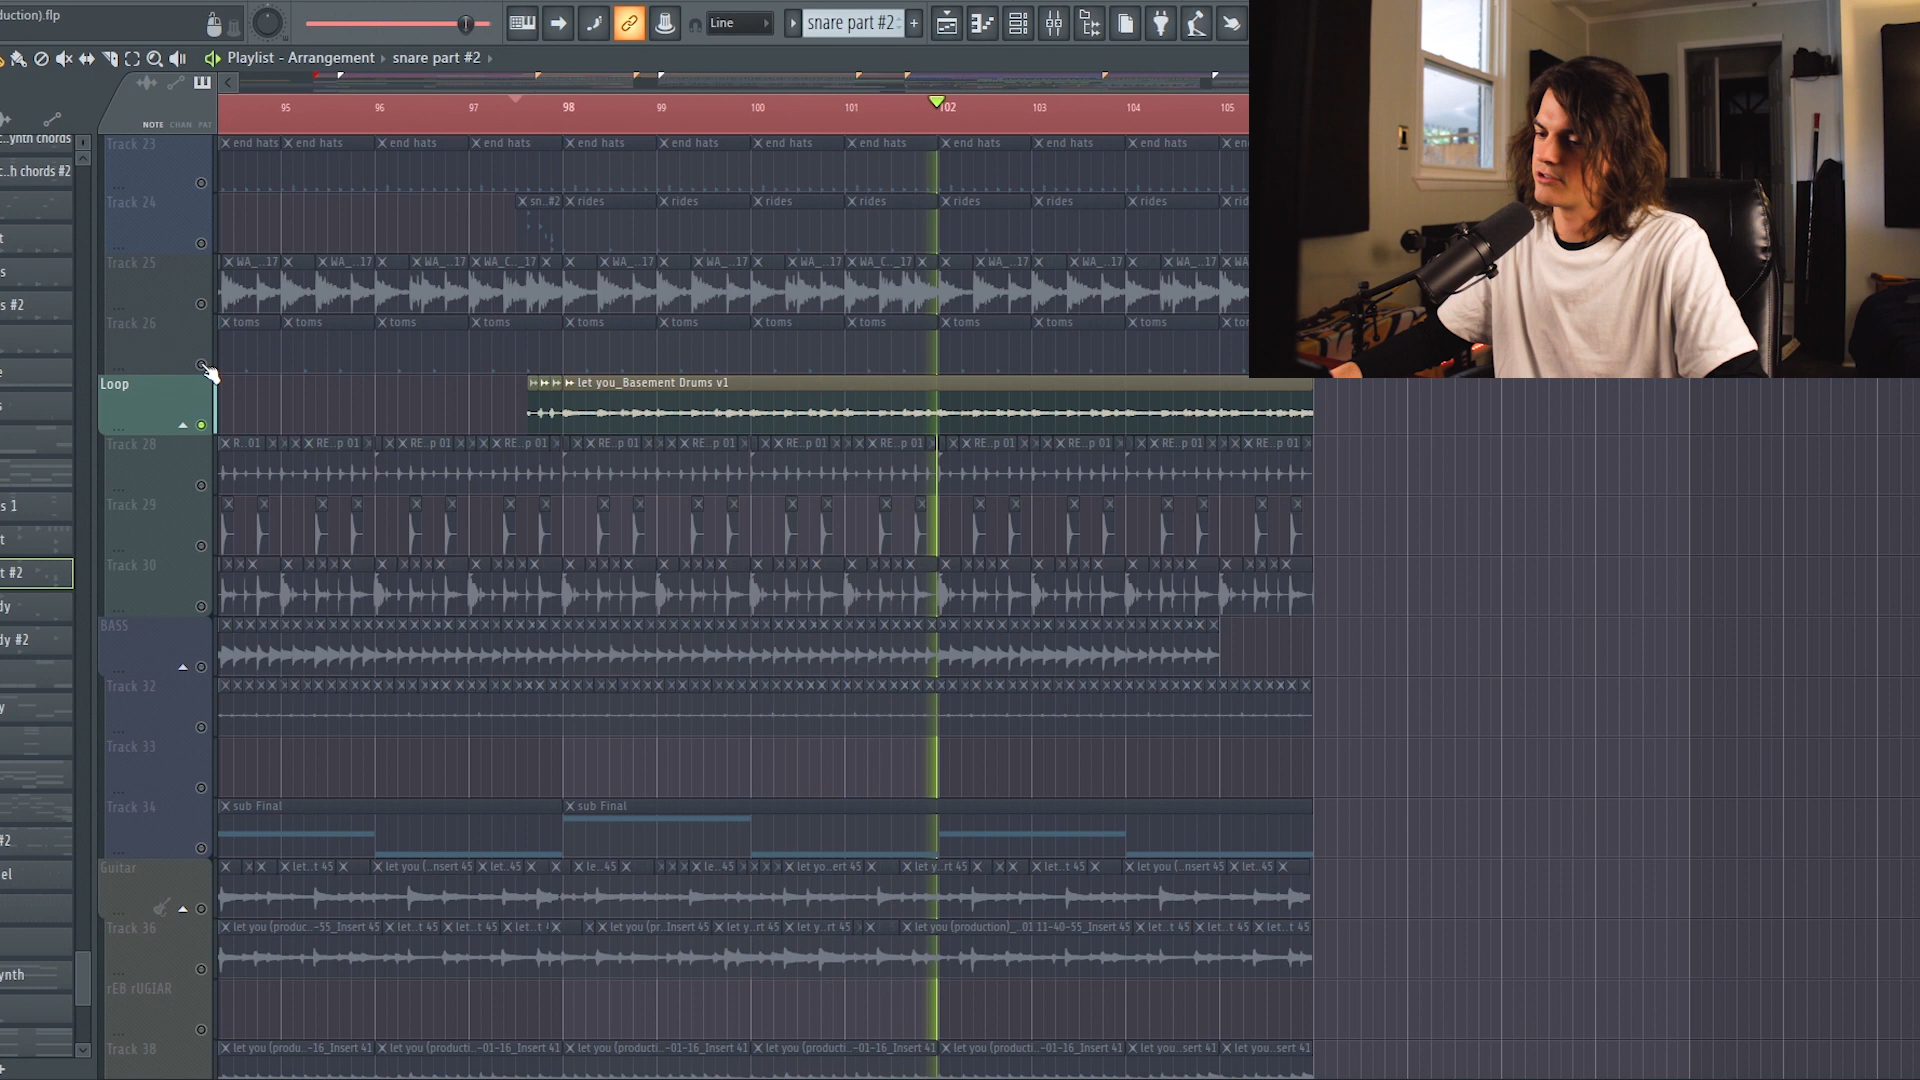 duction).flp
Line
snare part #2
+
Playlist - Arrangement › snare part #2 ›
NOTE CHAN PAT
95 96 97 98 99 100 101 102 103 104 105
c..ynth chords
c..h chords #2
t
s
s #2
e
s
s 1
t
t #2
dy
dy #2
y
#2
el
ynth
Track 23
end hats end hats end hats end hats end hats end hats end hats end hats end hats end hats end hats
Track 24
sn..#2 rides rides rides rides rides rides rides rid
Track 25
WA_..17 WA_..17 WA_..17 WA_C...17 WA_..17 WA_..17 WA_..17 WA_C...17 WA_..17 WA_..17 WA_..17 WA
Track 26
toms toms toms toms toms toms toms toms toms toms toms tor
Loop
let you_Basement Drums v1
Track 28
R..01 RE..p 01 RE..p 01 RE..p 01 RE..p 01 RE..p 01 RE..p 01 RE..p 01 RE..p 01 RE..p 01 RE..p 01 RE..p 01
Track 29
Track 30
BASS
Track 32
Track 33
Track 34
sub Final sub Final
Guitar
let..t 45 let you (..nsert 45 let..45 le..45 le..45 let yo..ert 45 let y..rt 45 let..t 45 let you (..nsert 45 let..45
Track 36
let you (produc..-55_Insert 45 let..t 45 let..t 45 let..t let you (pr..Insert 45 let y..rt 45 let y..rt 45 let you (production)_..01 11-40-55_Insert 45 let..t 45 let..t 45 let..t 45
rEB rUGIAR
Track 38
let you (produ..-16_Insert 41 let you (producti..-01-16_Insert 41 let you (producti..-01-16_Insert 41 let you (producti..-01-16_Insert 41 let you (producti..-01-16_Insert 41 let you..sert 41 let you..sert 41